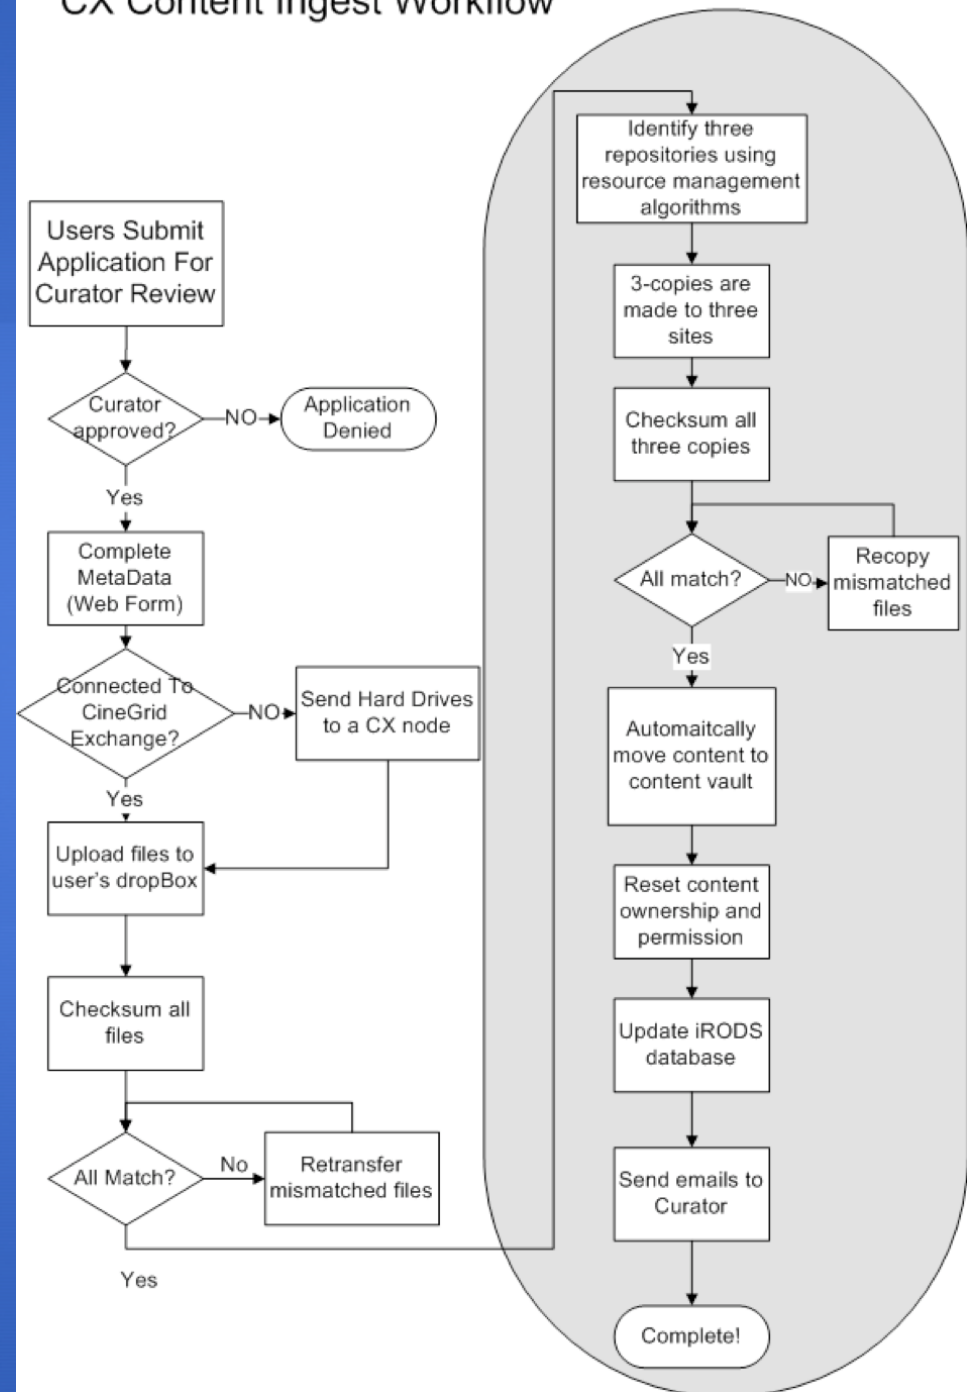 CX Content Ingest Workflow
Users Submit
Application For
Curator Review
Curator
approved?
NO
Application
Denied
Yes
Complete
MetaData
(Web Form)
Connected To
CineGrid
Exchange?
NO
Send Hard Drives
to a CX node
Yes
Upload files to
user's dropBox
Checksum all
files
All Match?
No
Retransfer
mismatched files
Yes
Identify three
repositories using
resource management
algorithms
3-copies are
made to three
sites
Checksum all
three copies
All match?
NO
Recopy
mismatched
files
Yes
Automaitcally
move content to
content vault
Reset content
ownership and
permission
Update iRODS
database
Send emails to
Curator
Complete!